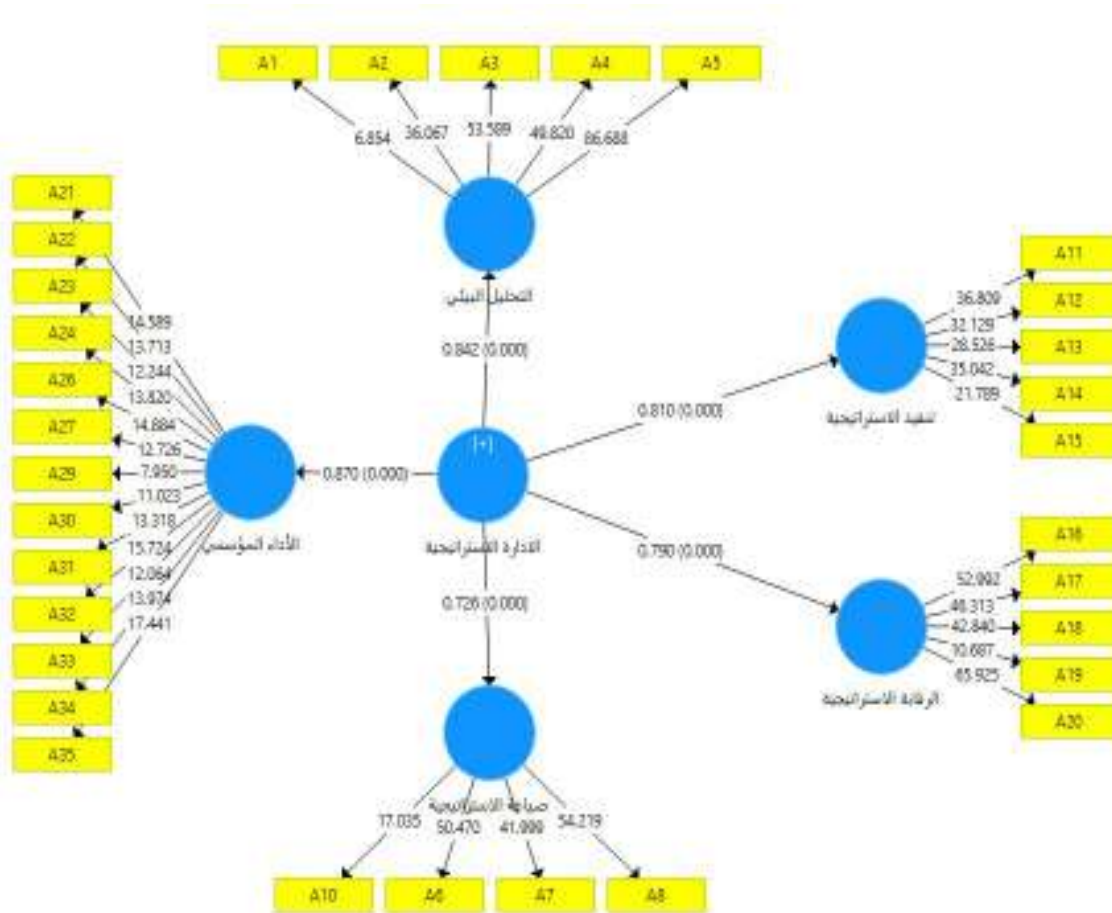 A1 A2 A3 A4 A5
6.854 36.067 53.589 49.820 86.688
التحليل البيئي
0.842 (0.000)
A21
A22
A23
A24
A26
A27
A29
A30
A31
A32
A33
A34
A35
14.589
13.713
12.244
13.820
14.884
12.726
7.950
11.023
13.318
15.724
12.064
13.974
17.441
الأداء المؤسسي
0.870 (0.000)
[+]
الادارة الاستراتيجية
0.810 (0.000)
تنفيذ الاستراتيجية
36.809
32.129
28.526
35.042
21.789
A11
A12
A13
A14
A15
0.790 (0.000)
الرقابة الاستراتيجية
52.992
46.313
42.840
10.687
65.925
A16
A17
A18
A19
A20
0.726 (0.000)
صياغة الاستراتيجية
17.035 50.470 41.999 54.219
A10 A6 A7 A8